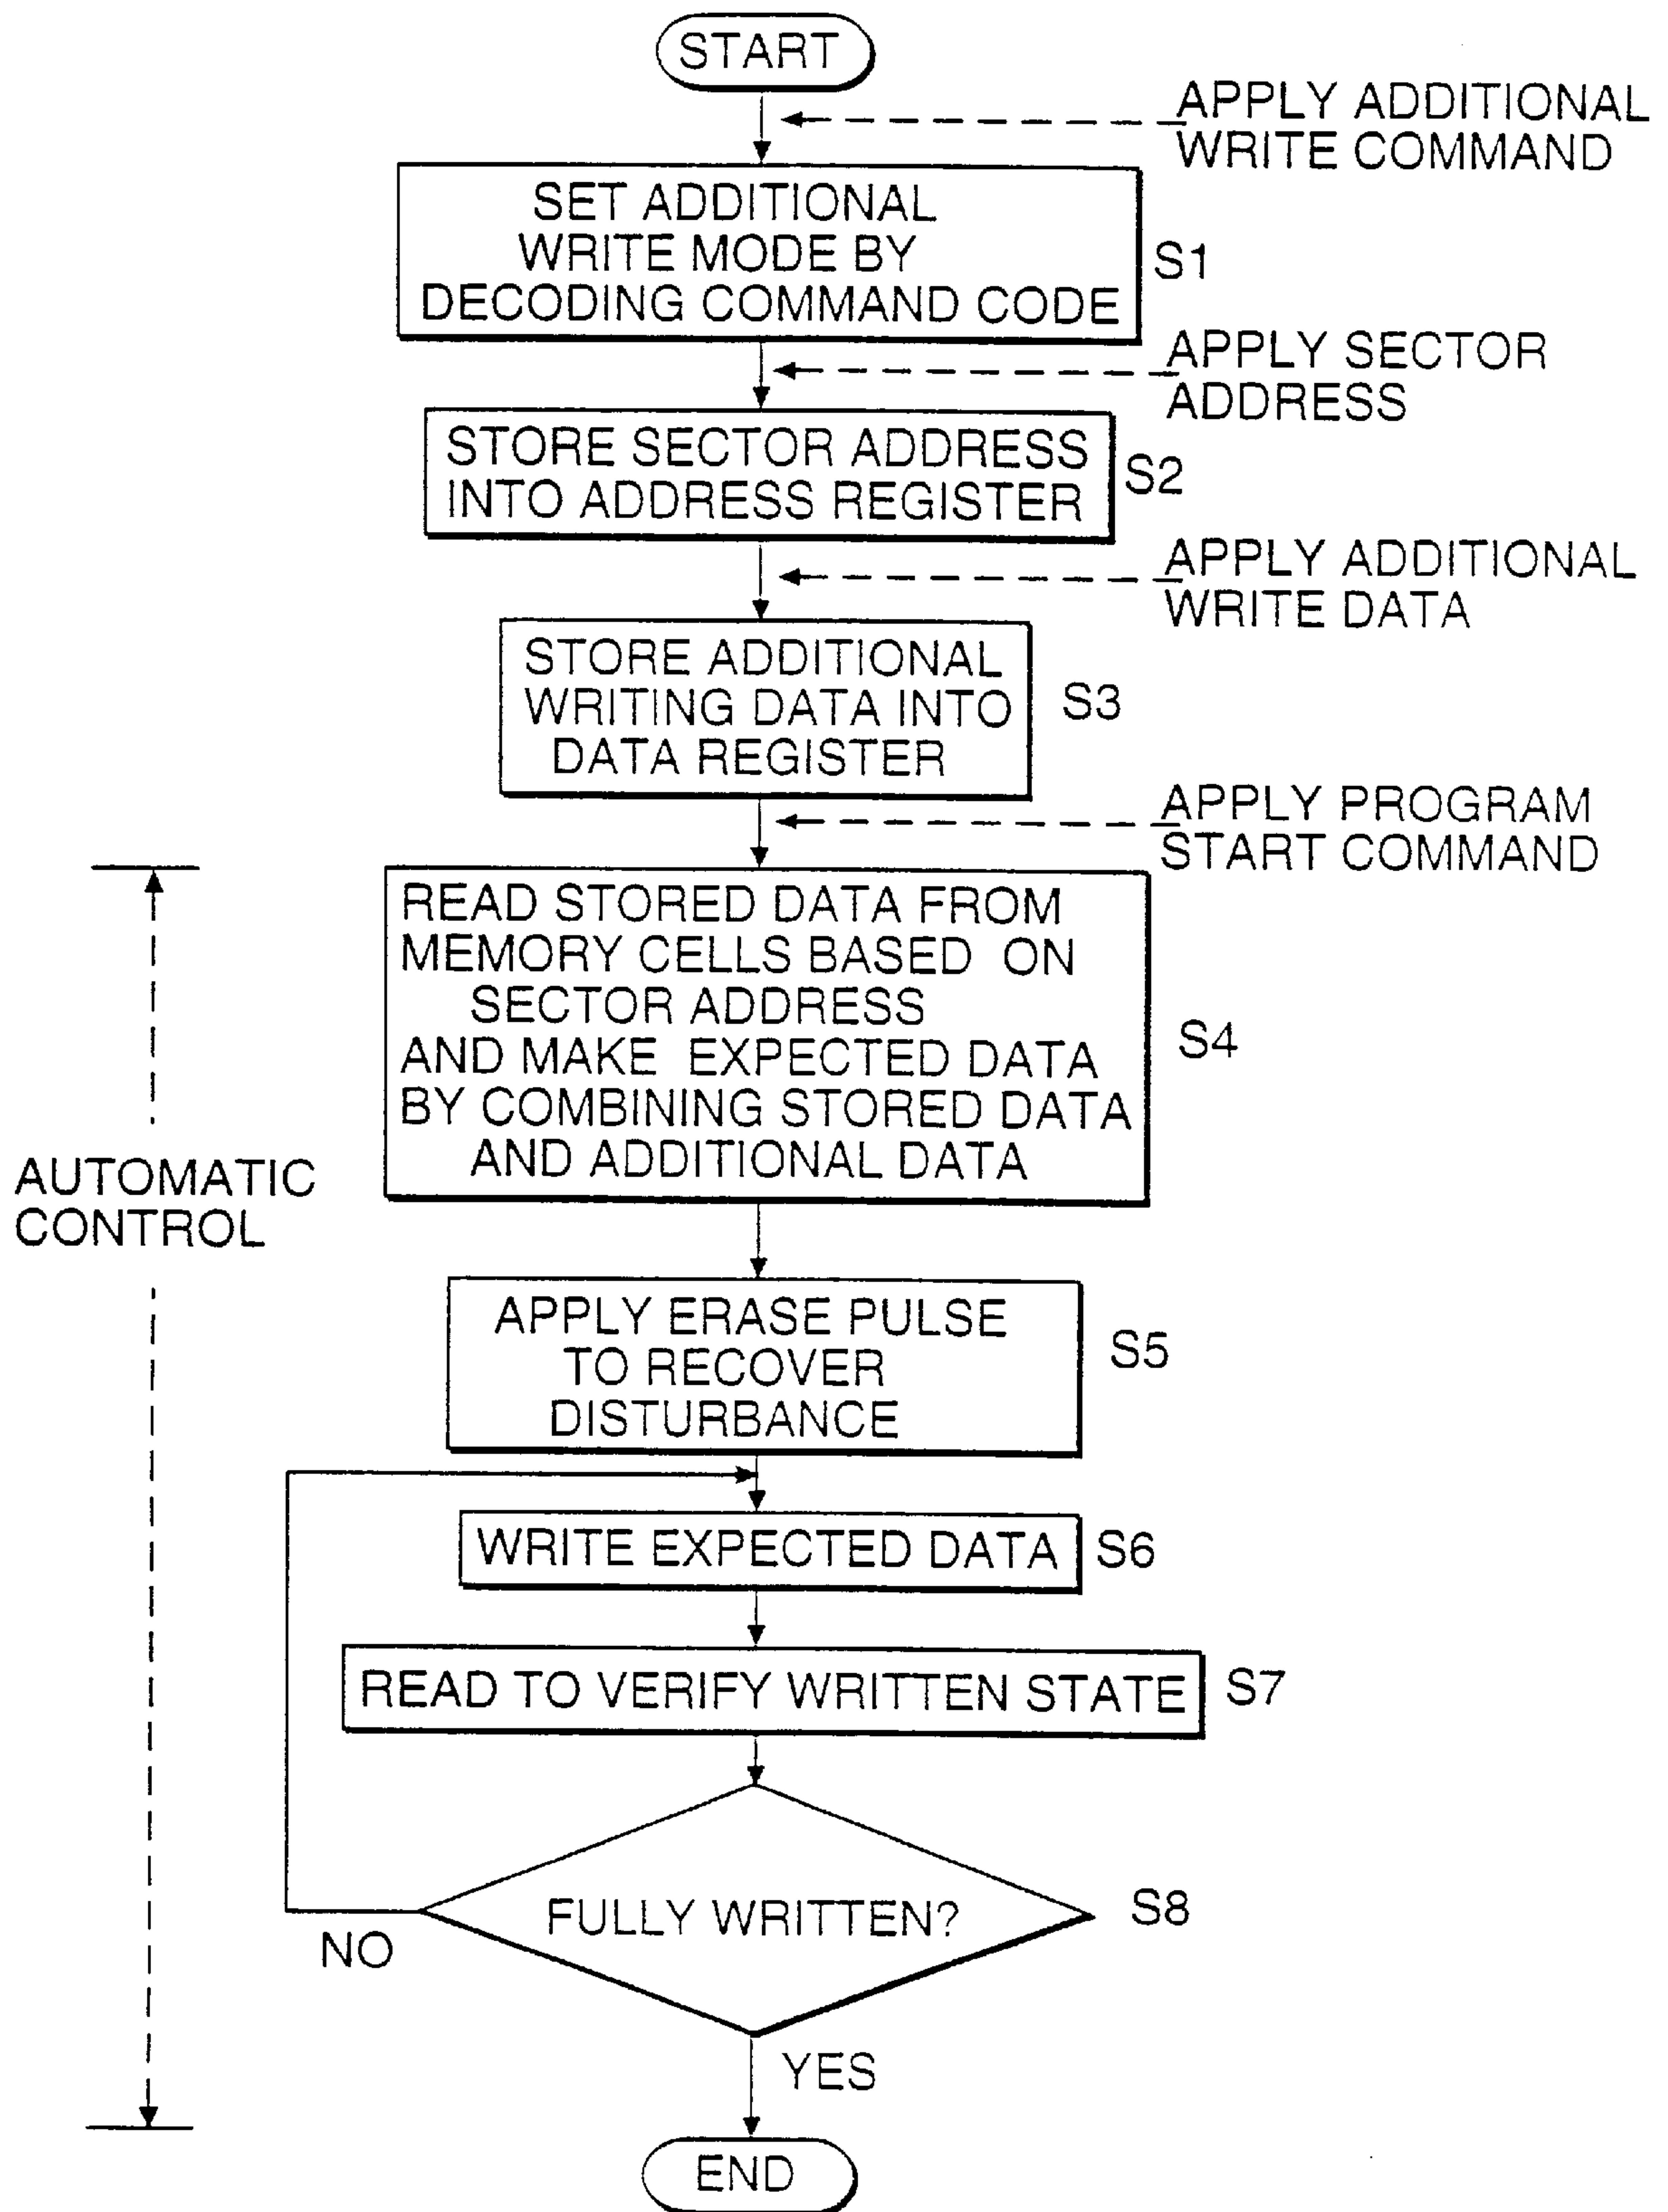 START
APPLY ADDITIONAL
WRITE COMMAND
SET ADDITIONAL
WRITE MODE BY
DECODING COMMAND CODE
S1
APPLY SECTOR
ADDRESS
STORE SECTOR ADDRESS
INTO ADDRESS REGISTER
S2
APPLY ADDITIONAL
WRITE DATA
STORE ADDITIONAL
WRITING DATA INTO
DATA REGISTER
S3
APPLY PROGRAM
START COMMAND
READ STORED DATA FROM
MEMORY CELLS BASED ON
SECTOR ADDRESS
AND MAKE EXPECTED DATA
BY COMBINING STORED DATA
AND ADDITIONAL DATA
S4
AUTOMATIC
CONTROL
APPLY ERASE PULSE
TO RECOVER
DISTURBANCE
S5
WRITE EXPECTED DATA
S6
READ TO VERIFY WRITTEN STATE
S7
FULLY WRITTEN?
S8
NO
YES
END